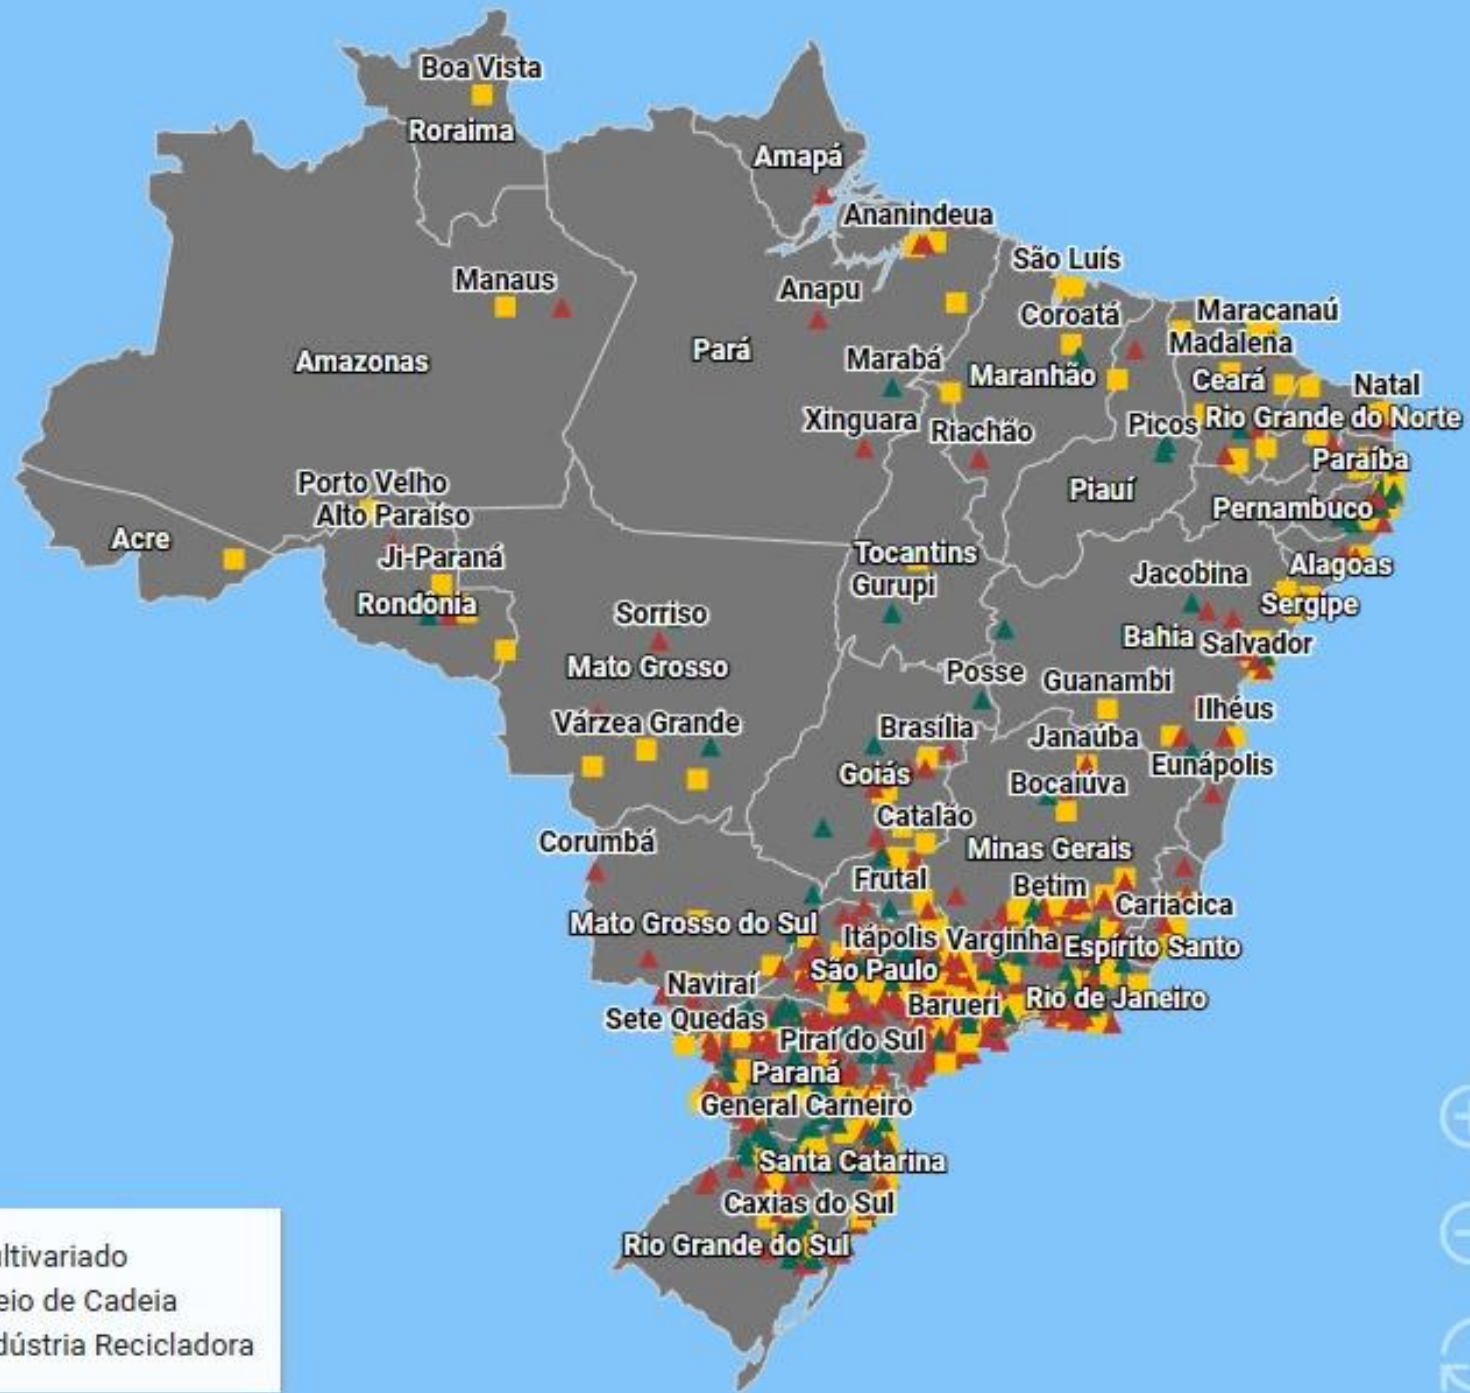 Boa Vista
Roraima
Amapá
Ananindeua
São Luís
Manaus
Anapu
Coroatá
Maracanaú
Madalena
Amazonas
Pará
Marabá
Maranhão
Ceará
Natal
Xinguara
Riachão
Picos
Rio Grande do Norte
Paraíba
Porto Velho
Piauí
Alto Paraíso
Pernambuco
Acre
Ji-Paraná
Tocantins
Alagoas
Gurupi
Jacobina
Rondônia
Sergipe
Sorriso
Bahia
Salvador
Mato Grosso
Posse
Guanambi
Ilhéus
Várzea Grande
Brasília
Janaúba
Eunápolis
Goiás
Bocaiúva
Catalão
Corumbá
Minas Gerais
Frutal
Betim
Cariacica
Mato Grosso do Sul
Itápolis
Varginha
Espírito Santo
São Paulo
Naviraí
Barueri
Rio de Janeiro
Sete Quedas
Piraí do Sul
Paraná
General Carneiro
Santa Catarina
Caxias do Sul
Rio Grande do Sul
ltivariado
eio de Cadeia
dústria Recicladora